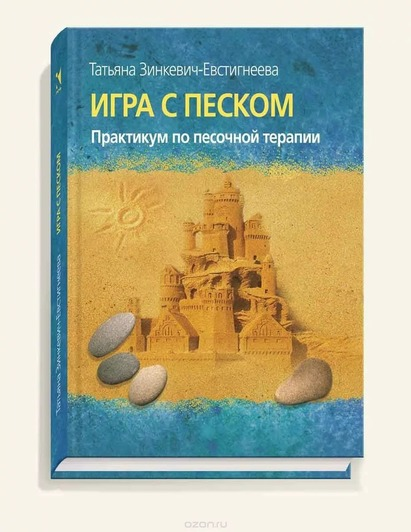 Татьяна Зинкевич-Евстигнеева
ИГРА С ПЕСКОМ
Практикум по песочной терапии
Татьяна Зинкевич-Евстигнеева ИГРА С ПЕСКОМ
ozon.ru